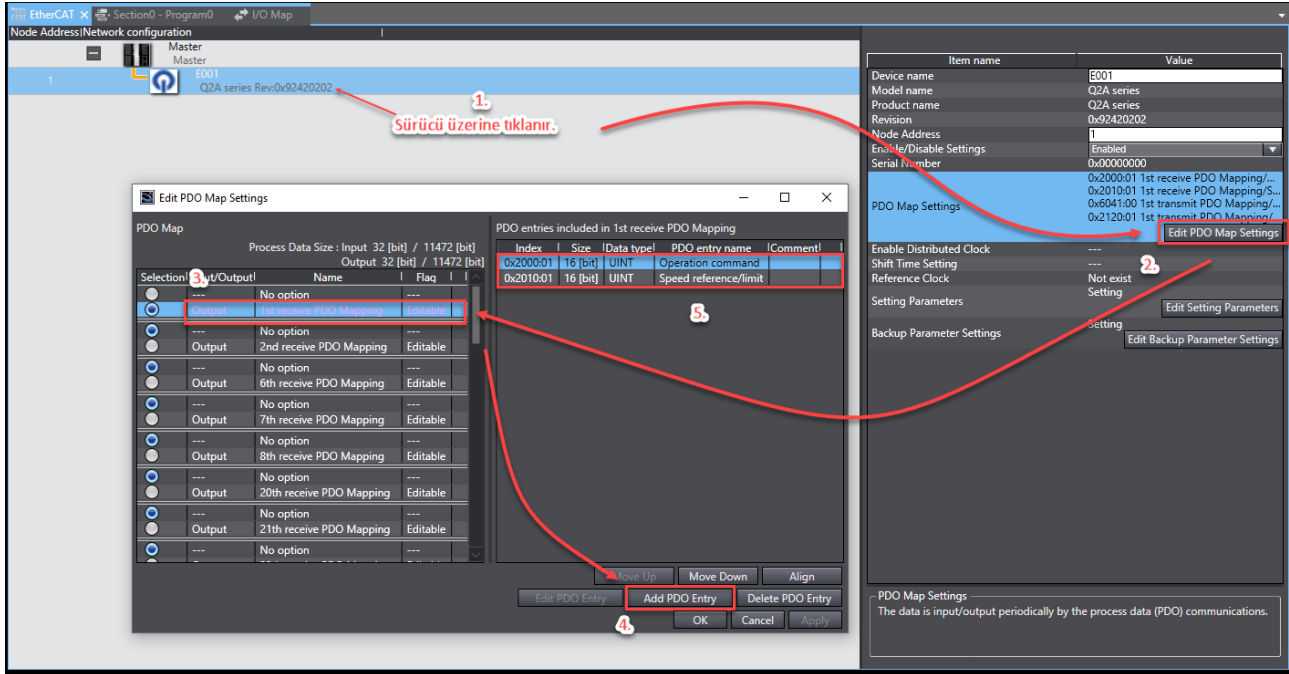 EtherCAT
Section0 - Program0
I/O Map
Node Address|Network configuration
Master
Master
1
E001
Q2A series Rev:0x92420202
1.
Sürücü üzerine tıklanır.
Item name Value
Device name E001
Model name Q2A series
Product name Q2A series
Revision 0x92420202
Node Address 1
Enable/Disable Settings Enabled
Serial Number 0x00000000
PDO Map Settings
0x2000:01 1st receive PDO Mapping/...
0x2010:01 1st receive PDO Mapping/S...
0x6041:00 1st transmit PDO Mapping/...
0x2120:01 1st transmit PDO Mapping/
Edit PDO Map Settings
Enable Distributed Clock ---
Shift Time Setting ---
2.
Reference Clock Not exist
Setting Parameters Setting
Edit Setting Parameters
Backup Parameter Settings Setting
Edit Backup Parameter Settings
PDO Map Settings
The data is input/output periodically by the process data (PDO) communications.
Edit PDO Map Settings
PDO Map
Process Data Size : Input 32 [bit] / 11472 [bit]
Output 32 [bit] / 11472 [bit]
Selection Input/Output Name Flag
3.
--- No option ---
Output 1st receive PDO Mapping Editable
--- No option ---
Output 2nd receive PDO Mapping Editable
--- No option ---
Output 6th receive PDO Mapping Editable
--- No option ---
Output 7th receive PDO Mapping Editable
--- No option ---
Output 8th receive PDO Mapping Editable
--- No option ---
Output 20th receive PDO Mapping Editable
--- No option ---
Output 21th receive PDO Mapping Editable
--- No option ---
PDO entries included in 1st receive PDO Mapping
Index Size Data type PDO entry name Comment
0x2000:01 16 [bit] UINT Operation command
0x2010:01 16 [bit] UINT Speed reference/limit
5.
Move Up Move Down Align
Edit PDO Entry Add PDO Entry Delete PDO Entry
4.
OK Cancel Apply